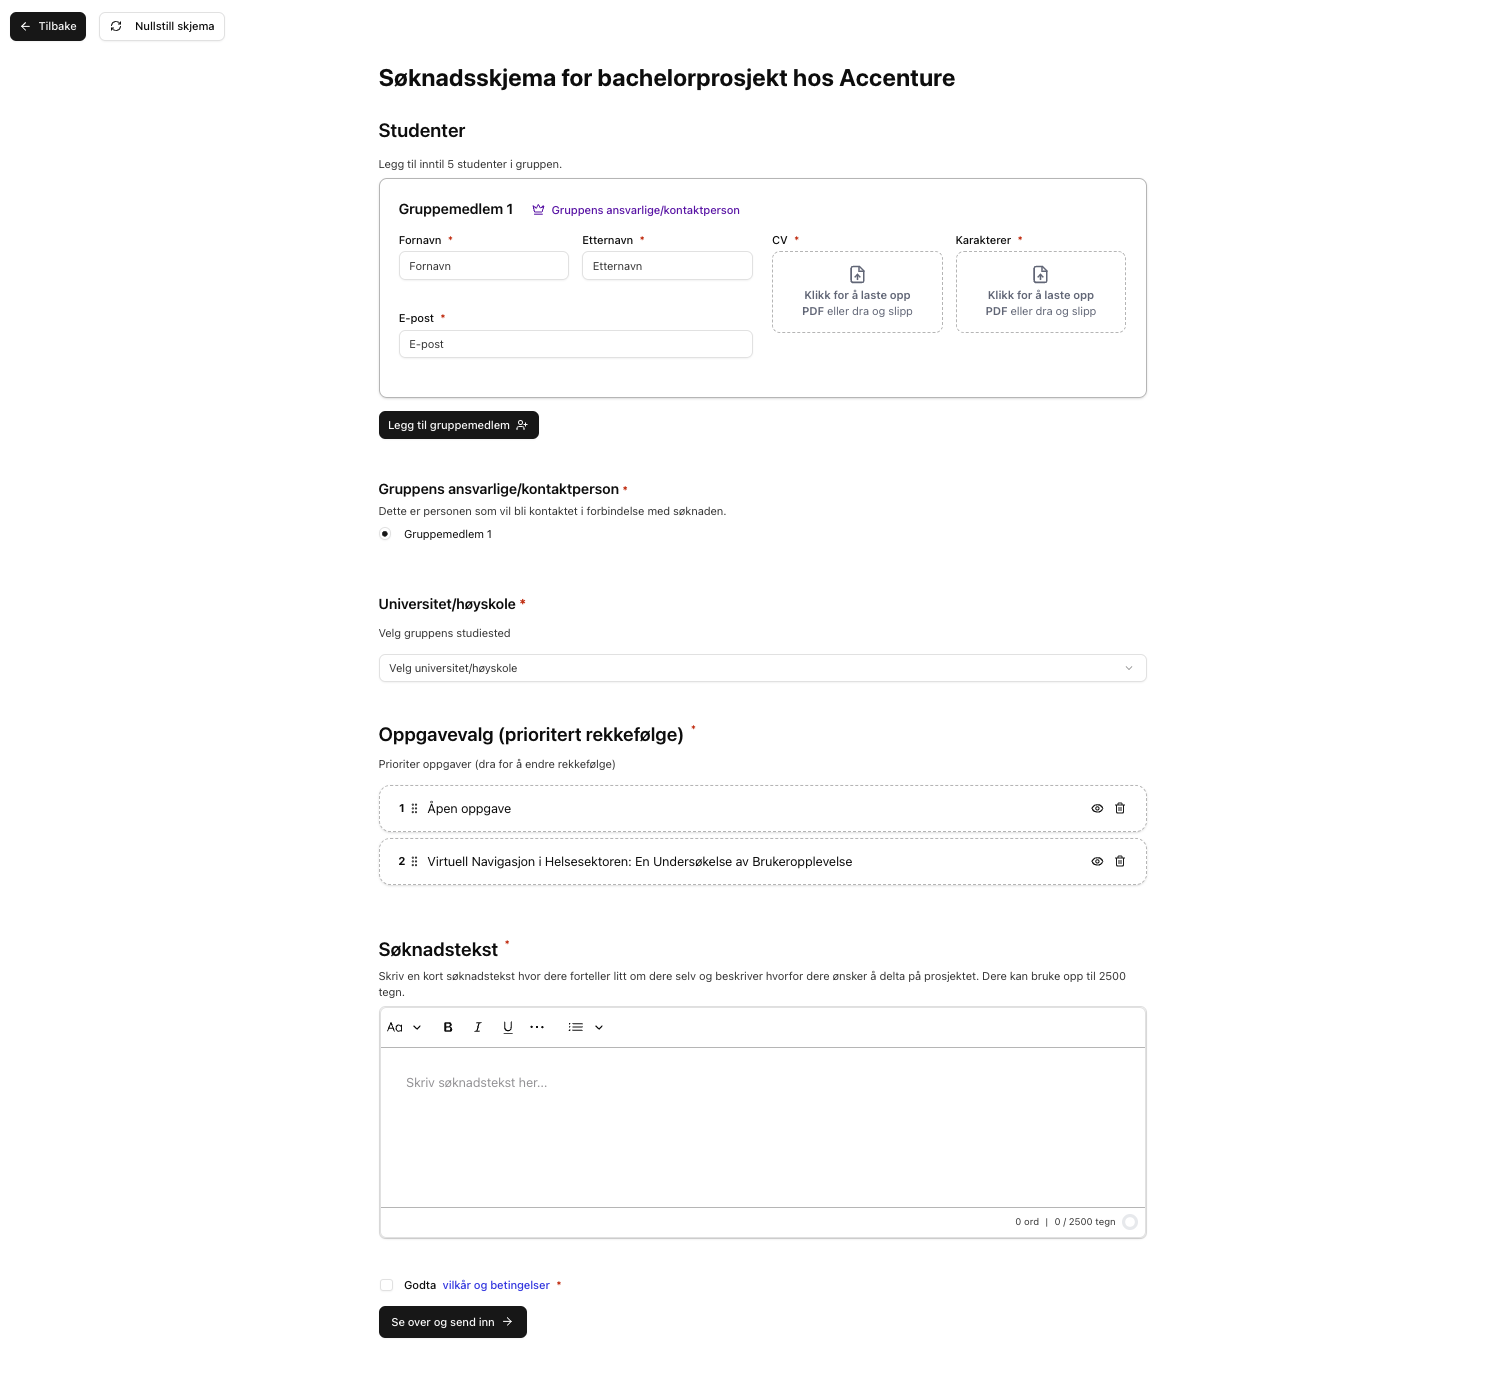 Tilbake
Nullstill skjema
Søknadsskjema for bachelorprosjekt hos Accenture
Studenter
Legg til inntil 5 studenter i gruppen.
Gruppemedlem 1
Gruppens ansvarlige/kontaktperson
Fornavn *
Etternavn *
CV *
Karakterer *
Fornavn
Etternavn
Klikk for å laste opp
PDF eller dra og slipp
Klikk for å laste opp
PDF eller dra og slipp
E-post *
E-post
Legg til gruppemedlem
Gruppens ansvarlige/kontaktperson *
Dette er personen som vil bli kontaktet i forbindelse med søknaden.
Gruppemedlem 1
Universitet/høyskole *
Velg gruppens studiested
Velg universitet/høyskole
Oppgavevalg (prioritert rekkefølge) *
Prioriter oppgaver (dra for å endre rekkefølge)
1 Åpen oppgave
2 Virtuell Navigasjon i Helsesektoren: En Undersøkelse av Brukeropplevelse
Søknadstekst *
Skriv en kort søknadstekst hvor dere forteller litt om dere selv og beskriver hvorfor dere ønsker å delta på prosjektet. Dere kan bruke opp til 2500
tegn.
Aa B I U ...
Skriv søknadstekst her...
0 ord | 0 / 2500 tegn
Godta vilkår og betingelser *
Se over og send inn